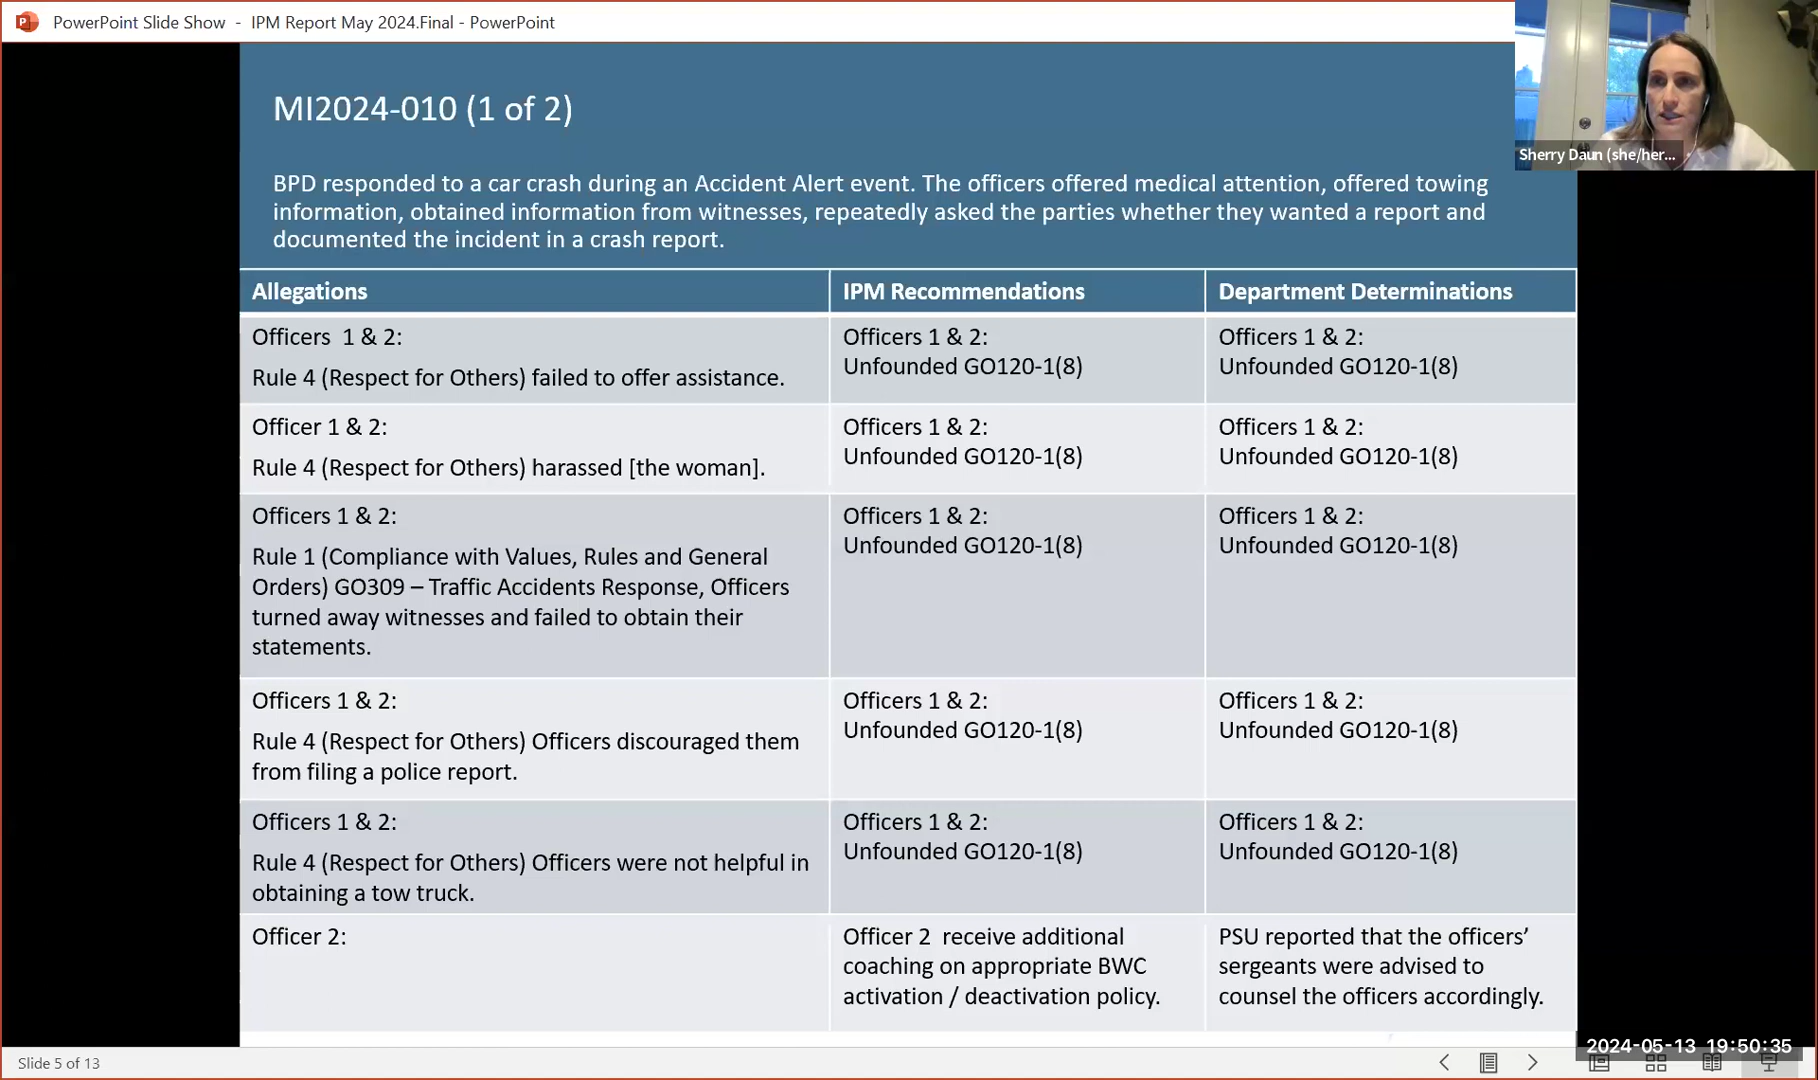 PowerPoint Slide Show - IPM Report May 2024.Final - PowerPoint
Sherry Daun (she/her...
MI2024-010 (1 of 2)
BPD responded to a car crash during an Accident Alert event. The officers offered medical attention, offered towing
information, obtained information from witnesses, repeatedly asked the parties whether they wanted a report and
documented the incident in a crash report.
Allegations
IPM Recommendations
Department Determinations
Officers 1 & 2:
Rule 4 (Respect for Others) failed to offer assistance.
Officers 1 & 2:
Unfounded GO120-1(8)
Officers 1 & 2:
Unfounded GO120-1(8)
Officer 1 & 2:
Rule 4 (Respect for Others) harassed [the woman].
Officers 1 & 2:
Unfounded GO120-1(8)
Officers 1 & 2:
Unfounded GO120-1(8)
Officers 1 & 2:
Rule 1 (Compliance with Values, Rules and General
Orders) GO309 – Traffic Accidents Response, Officers
turned away witnesses and failed to obtain their
statements.
Officers 1 & 2:
Unfounded GO120-1(8)
Officers 1 & 2:
Unfounded GO120-1(8)
Officers 1 & 2:
Rule 4 (Respect for Others) Officers discouraged them
from filing a police report.
Officers 1 & 2:
Unfounded GO120-1(8)
Officers 1 & 2:
Unfounded GO120-1(8)
Officers 1 & 2:
Rule 4 (Respect for Others) Officers were not helpful in
obtaining a tow truck.
Officers 1 & 2:
Unfounded GO120-1(8)
Officers 1 & 2:
Unfounded GO120-1(8)
Officer 2:
Officer 2 receive additional
coaching on appropriate BWC
activation / deactivation policy.
PSU reported that the officers'
sergeants were advised to
counsel the officers accordingly.
2024-05-13 19:50:35
Slide 5 of 13